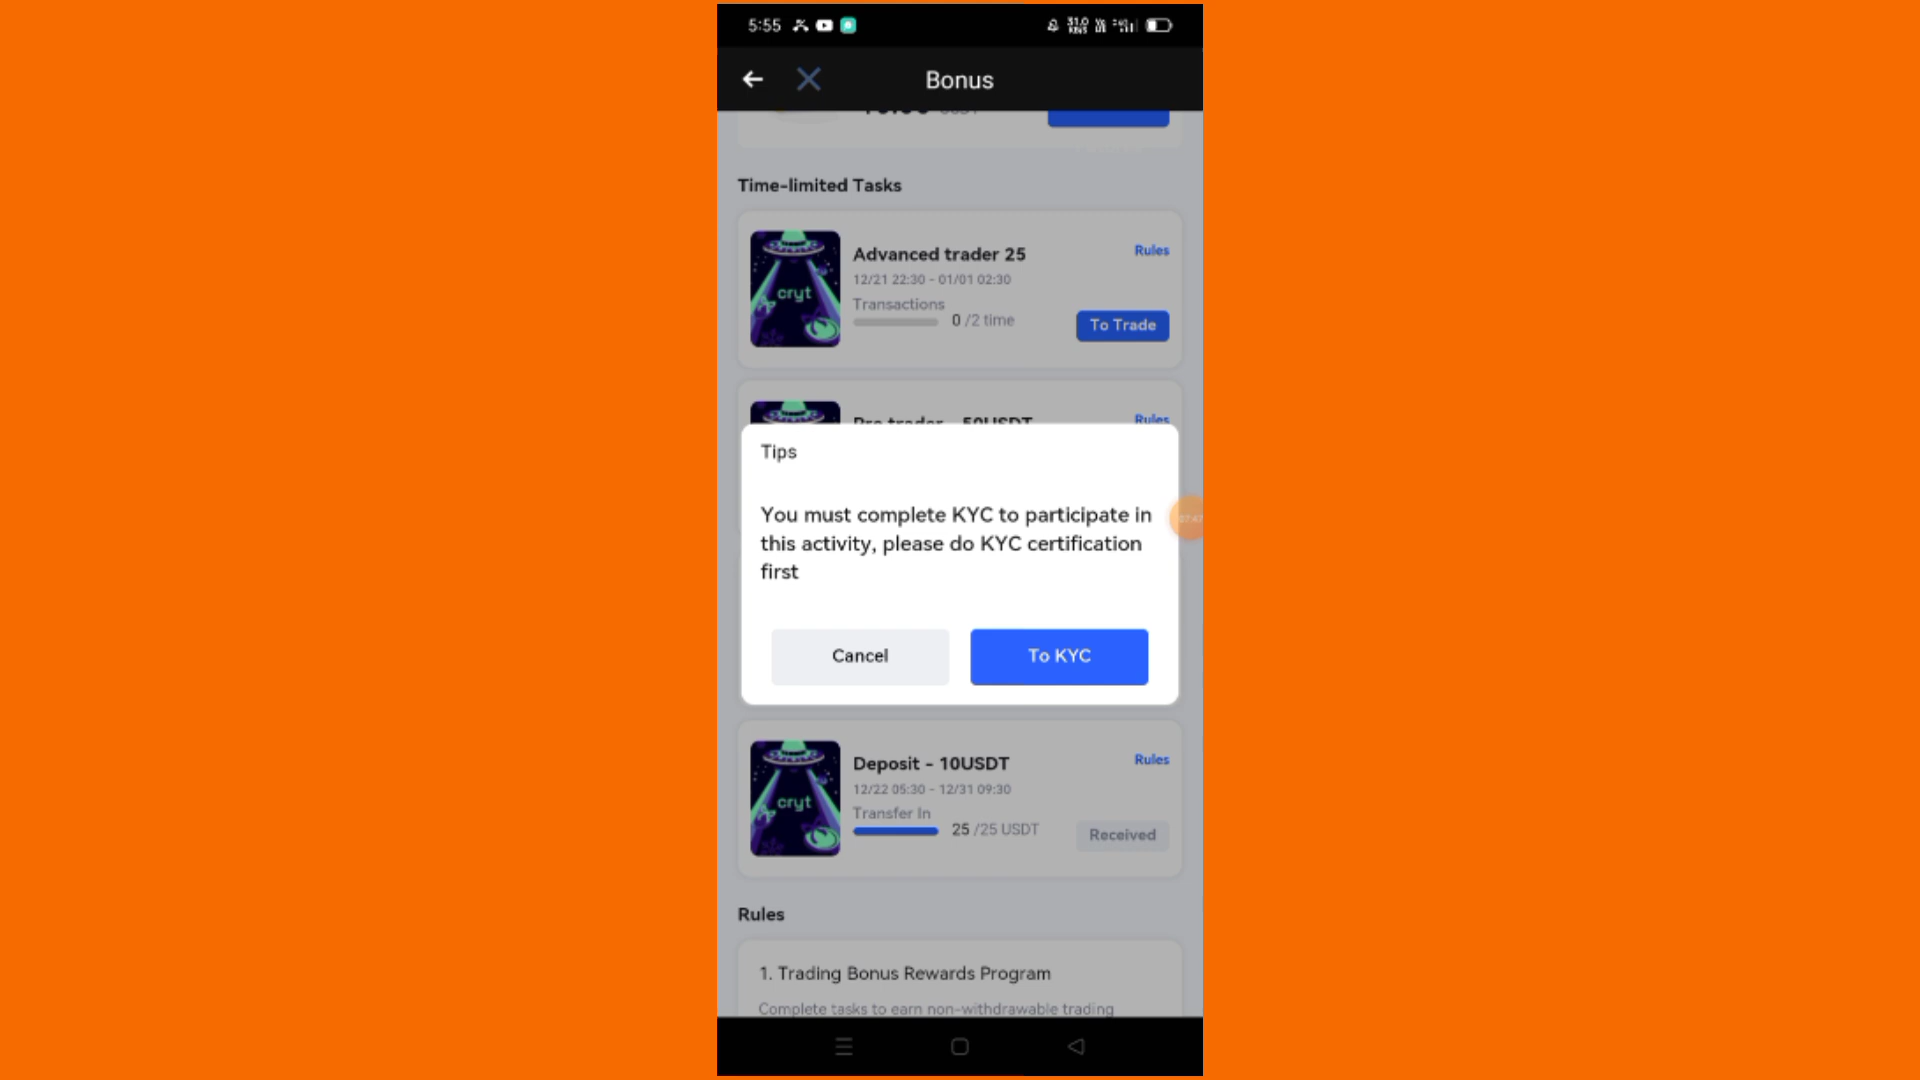 5:55
Bonus
Time-limited Tasks
Advanced trader 25
Rules
12/21 22:30 - 01/01 02:30
Transactions
0 /2 time
To Trade
cryt
Pro trader - 50USDT
Rules
Tips
You must complete KYC to participate in
this activity, please do KYC certification
first
Cancel
To KYC
Deposit - 10USDT
Rules
12/22 05:30 - 12/31 09:30
Transfer In
25 /25 USDT
Received
cryt
Rules
1. Trading Bonus Rewards Program
Complete tasks to earn non-withdrawable trading